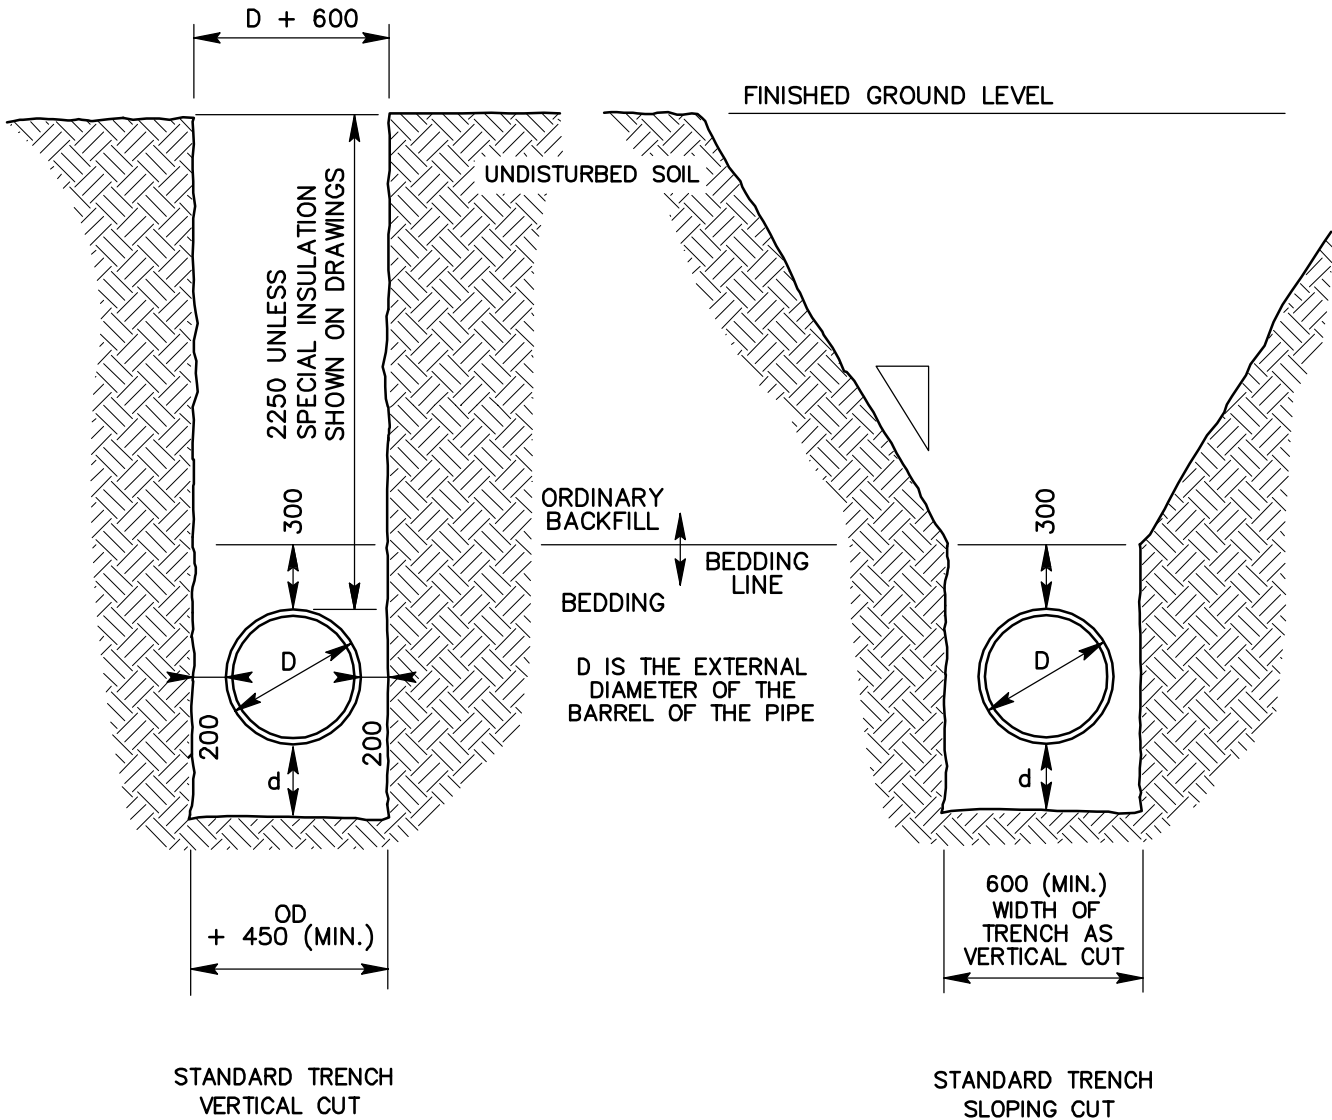 D + 600
FINISHED GROUND LEVEL
UNDISTURBED SOIL
2250 UNLESS
SPECIAL INSULATION
SHOWN ON DRAWINGS
300
ORDINARY
BACKFILL
BEDDING
LINE
BEDDING
300
D
D IS THE EXTERNAL
DIAMETER OF THE
BARREL OF THE PIPE
D
200
200
d
d
OD
+ 450 (MIN.)
600 (MIN.)
WIDTH OF
TRENCH AS
VERTICAL CUT
STANDARD TRENCH
VERTICAL CUT
STANDARD TRENCH
SLOPING CUT